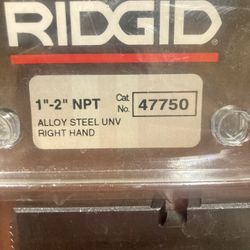 RIDGID®
1"-2" NPT Cat No. 47750
ALLOY STEEL UNV
RIGHT HAND